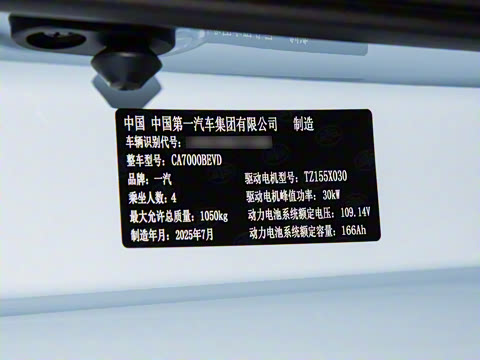 中国 中国第一汽车集团有限公司 制造
车辆识别代号：
整车型号：CA7000BEVD
品牌：一汽 驱动电机型号：TZ155X030
乘坐人数：4 驱动电机峰值功率：30kW
最大允许总质量：1050kg 动力电池系统额定电压：109.14V
制造年月：2025年7月 动力电池系统额定容量：166Ah